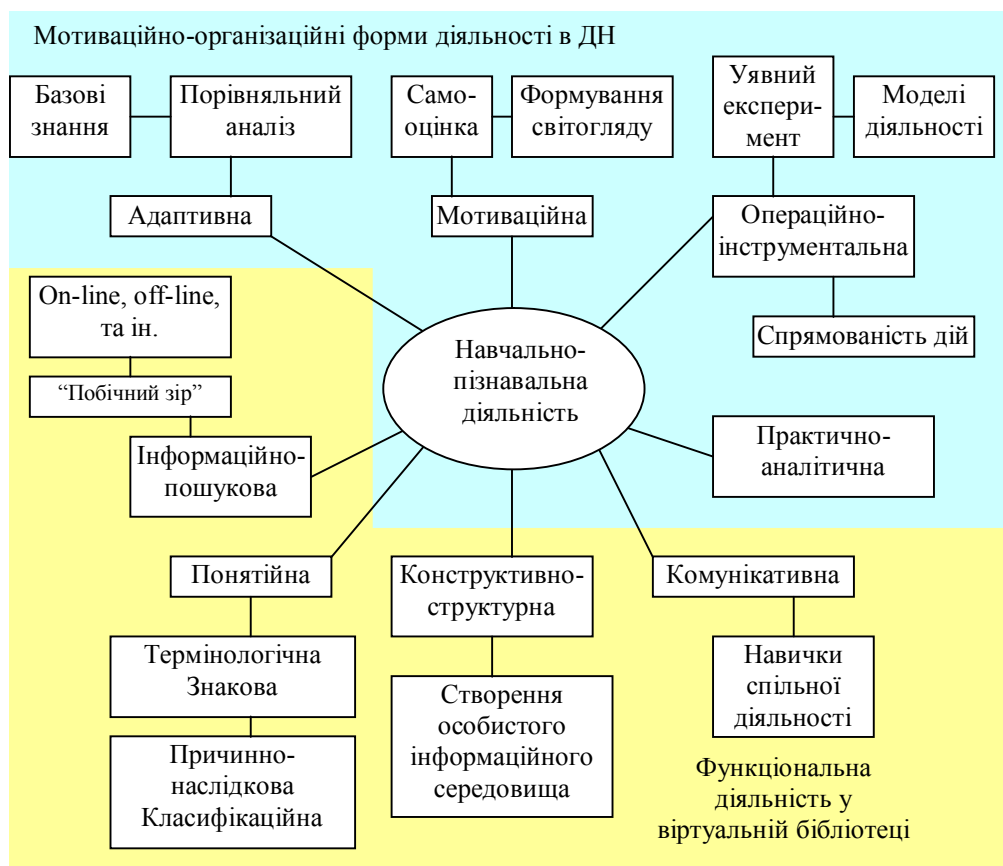 Мотиваційно-організаційні форми діяльності в ДН
Базові
знання
Порівняльний
аналіз
Само-
оцінка
Формування
світогляду
Уявний
експери-
мент
Моделі
діяльності
Адаптивна
Мотиваційна
Операційно-
інструментальна
Спрямованість дій
On-line, off-line,
та ін.
“Побічний зір”
Інформаційно-
пошукова
Навчально-
пізнавальна
діяльність
Практично-
аналітична
Понятійна
Конструктивно-
структурна
Комунікативна
Термінологічна
Знакова
Причинно-
наслідкова
Класифікаційна
Створення
особистого
інформаційного
середовища
Навички
спільної
діяльності
Функціональна
діяльність у
віртуальній бібліотеці